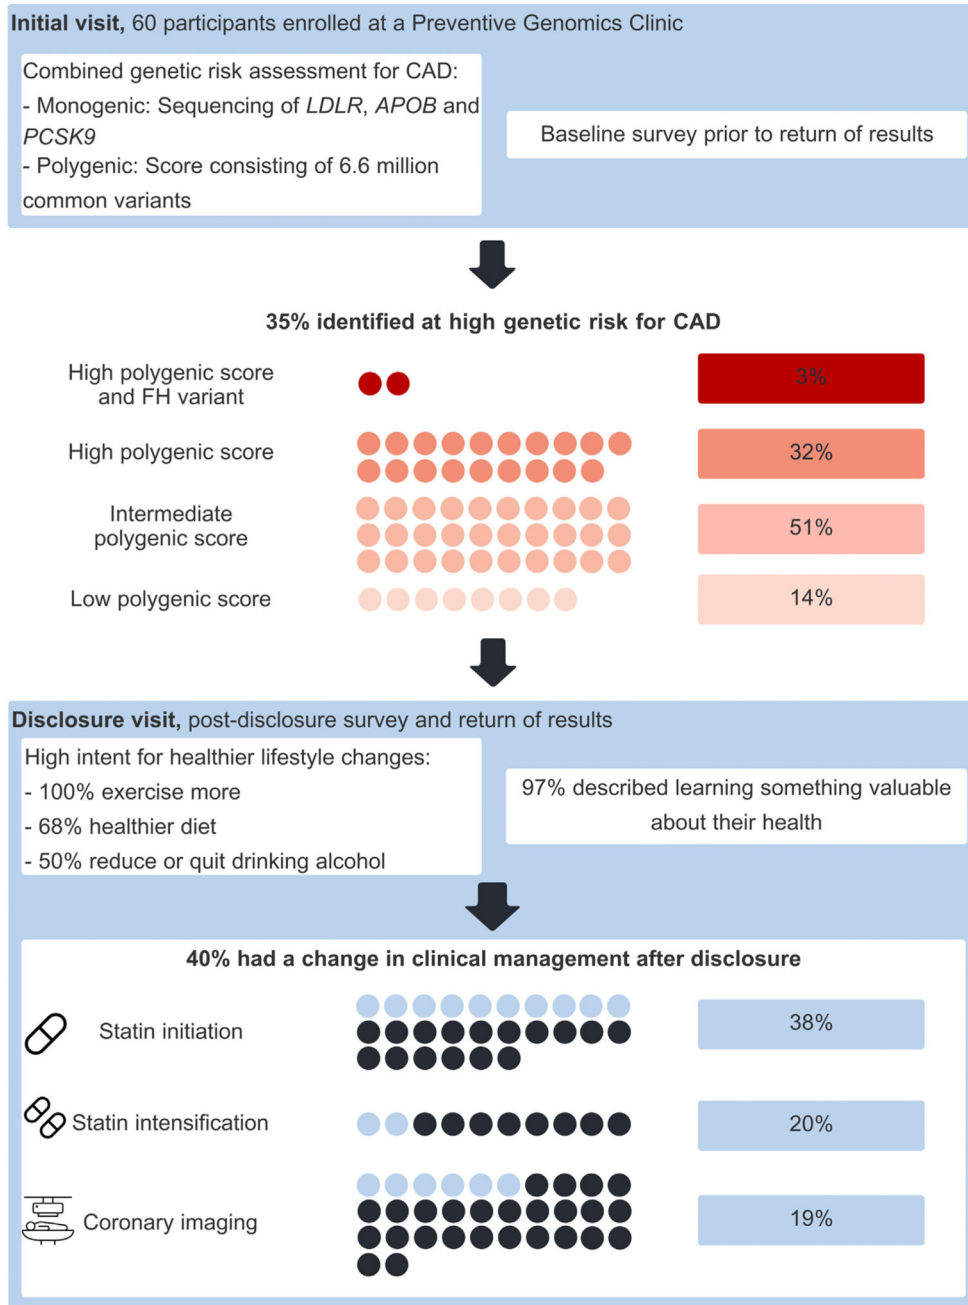 Initial visit, 60 participants enrolled at a Preventive Genomics Clinic
Combined genetic risk assessment for CAD:
- Monogenic: Sequencing of LDLR, APOB and
PCSK9
- Polygenic: Score consisting of 6.6 million
common variants
Baseline survey prior to return of results
35% identified at high genetic risk for CAD
High polygenic score
and FH variant
3%
High polygenic score
32%
Intermediate
polygenic score
51%
Low polygenic score
14%
Disclosure visit, post-disclosure survey and return of results
High intent for healthier lifestyle changes:
- 100% exercise more
- 68% healthier diet
- 50% reduce or quit drinking alcohol
97% described learning something valuable
about their health
40% had a change in clinical management after disclosure
Statin initiation
38%
Statin intensification
20%
Coronary imaging
19%